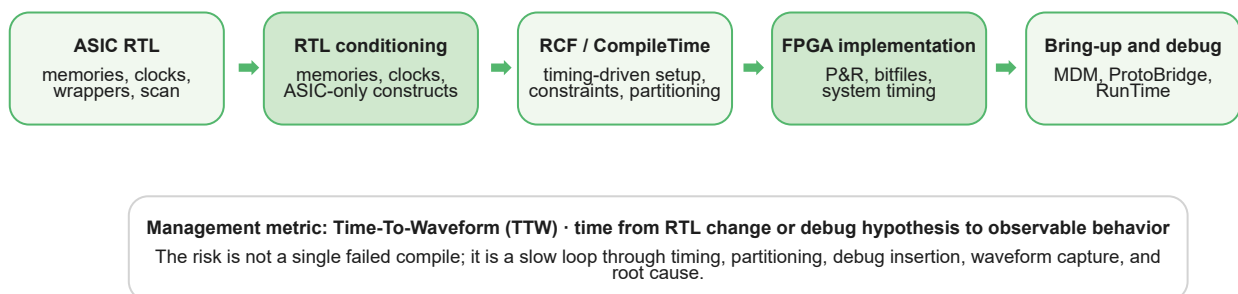 ASIC RTL
memories, clocks,
wrappers, scan
RTL conditioning
memories, clocks,
ASIC-only constructs
RCF / CompileTime
timing-driven setup,
constraints, partitioning
FPGA implementation
P&R, bitfiles,
system timing
Bring-up and debug
MDM, ProtoBridge,
RunTime
Management metric: Time-To-Waveform (TTW) · time from RTL change or debug hypothesis to observable behavior
The risk is not a single failed compile; it is a slow loop through timing, partitioning, debug insertion, waveform capture, and
root cause.